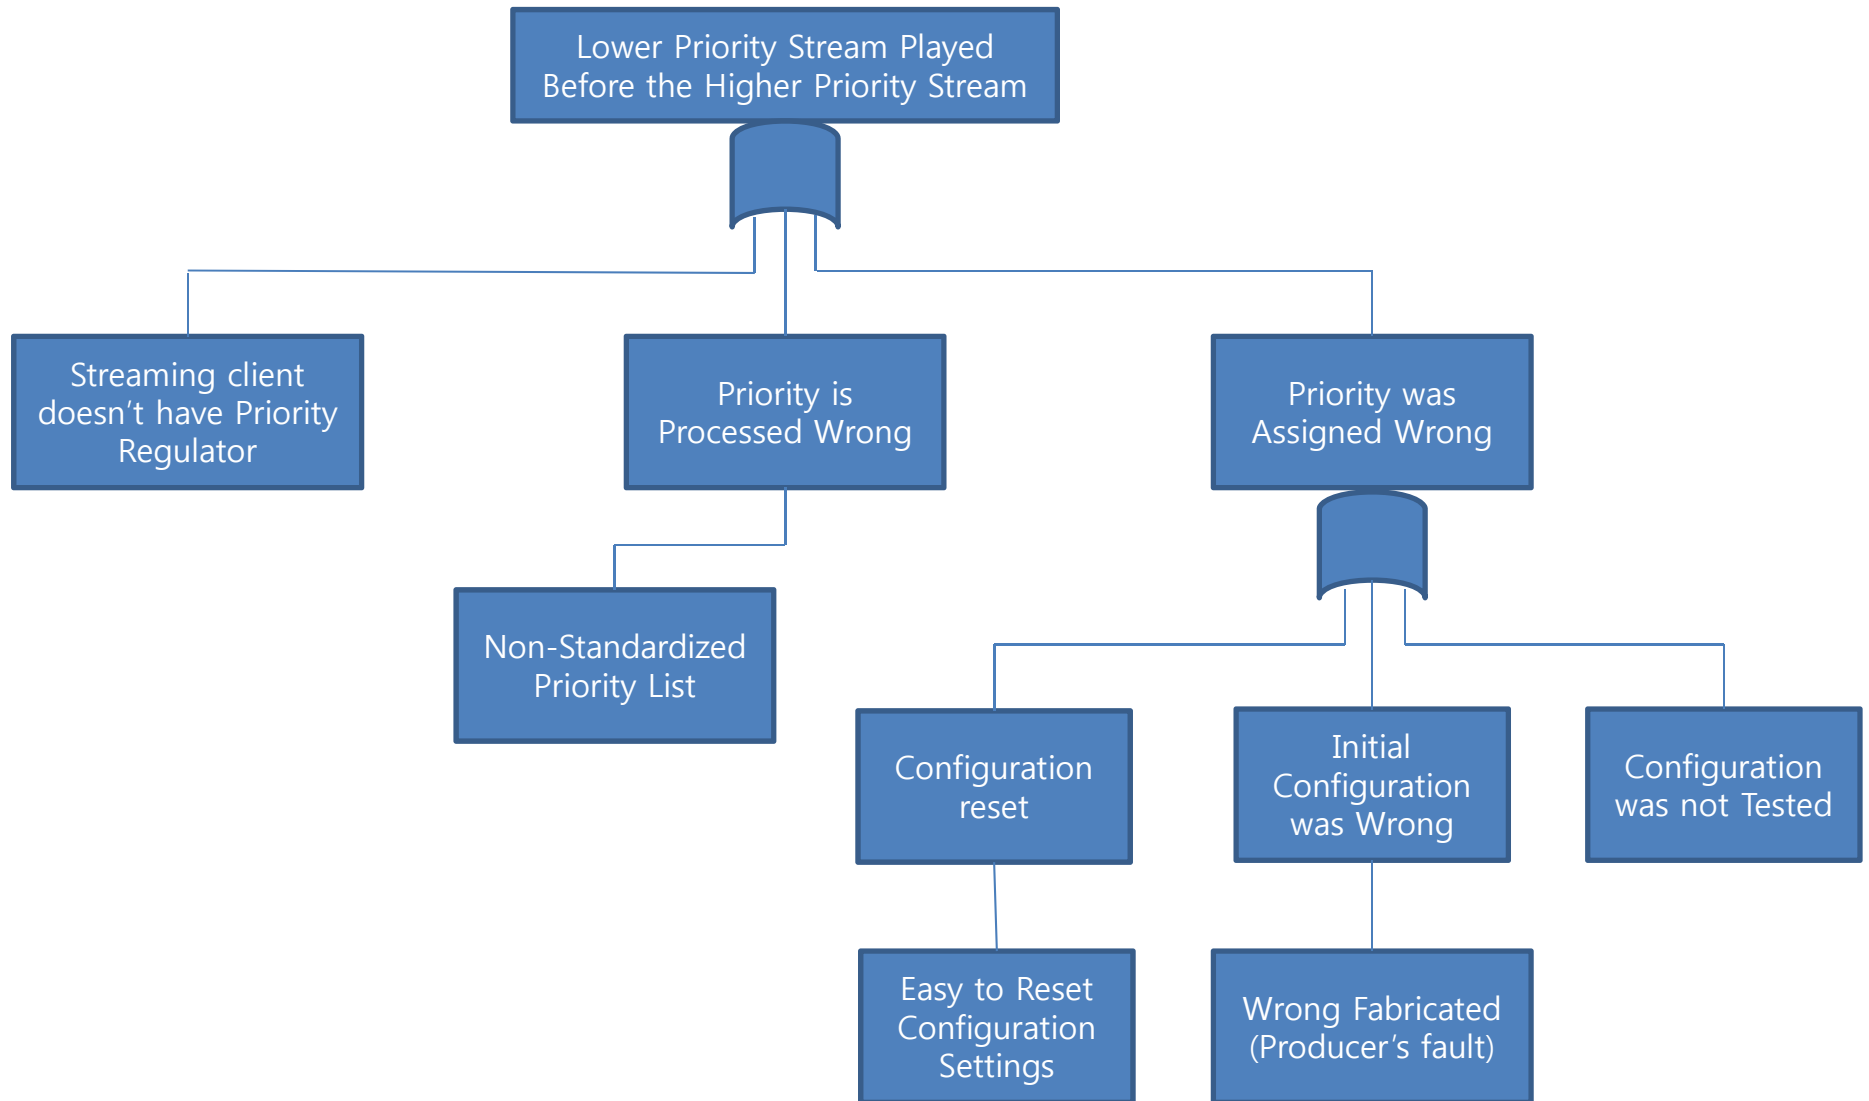 Lower Priority Stream Played
Before the Higher Priority Stream
Streaming client
doesn't have Priority
Regulator
Priority is
Processed Wrong
Priority was
Assigned Wrong
Non-Standardized
Priority List
Configuration
reset
Initial
Configuration
was Wrong
Configuration
was not Tested
Easy to Reset
Configuration
Settings
Wrong Fabricated
(Producer's fault)